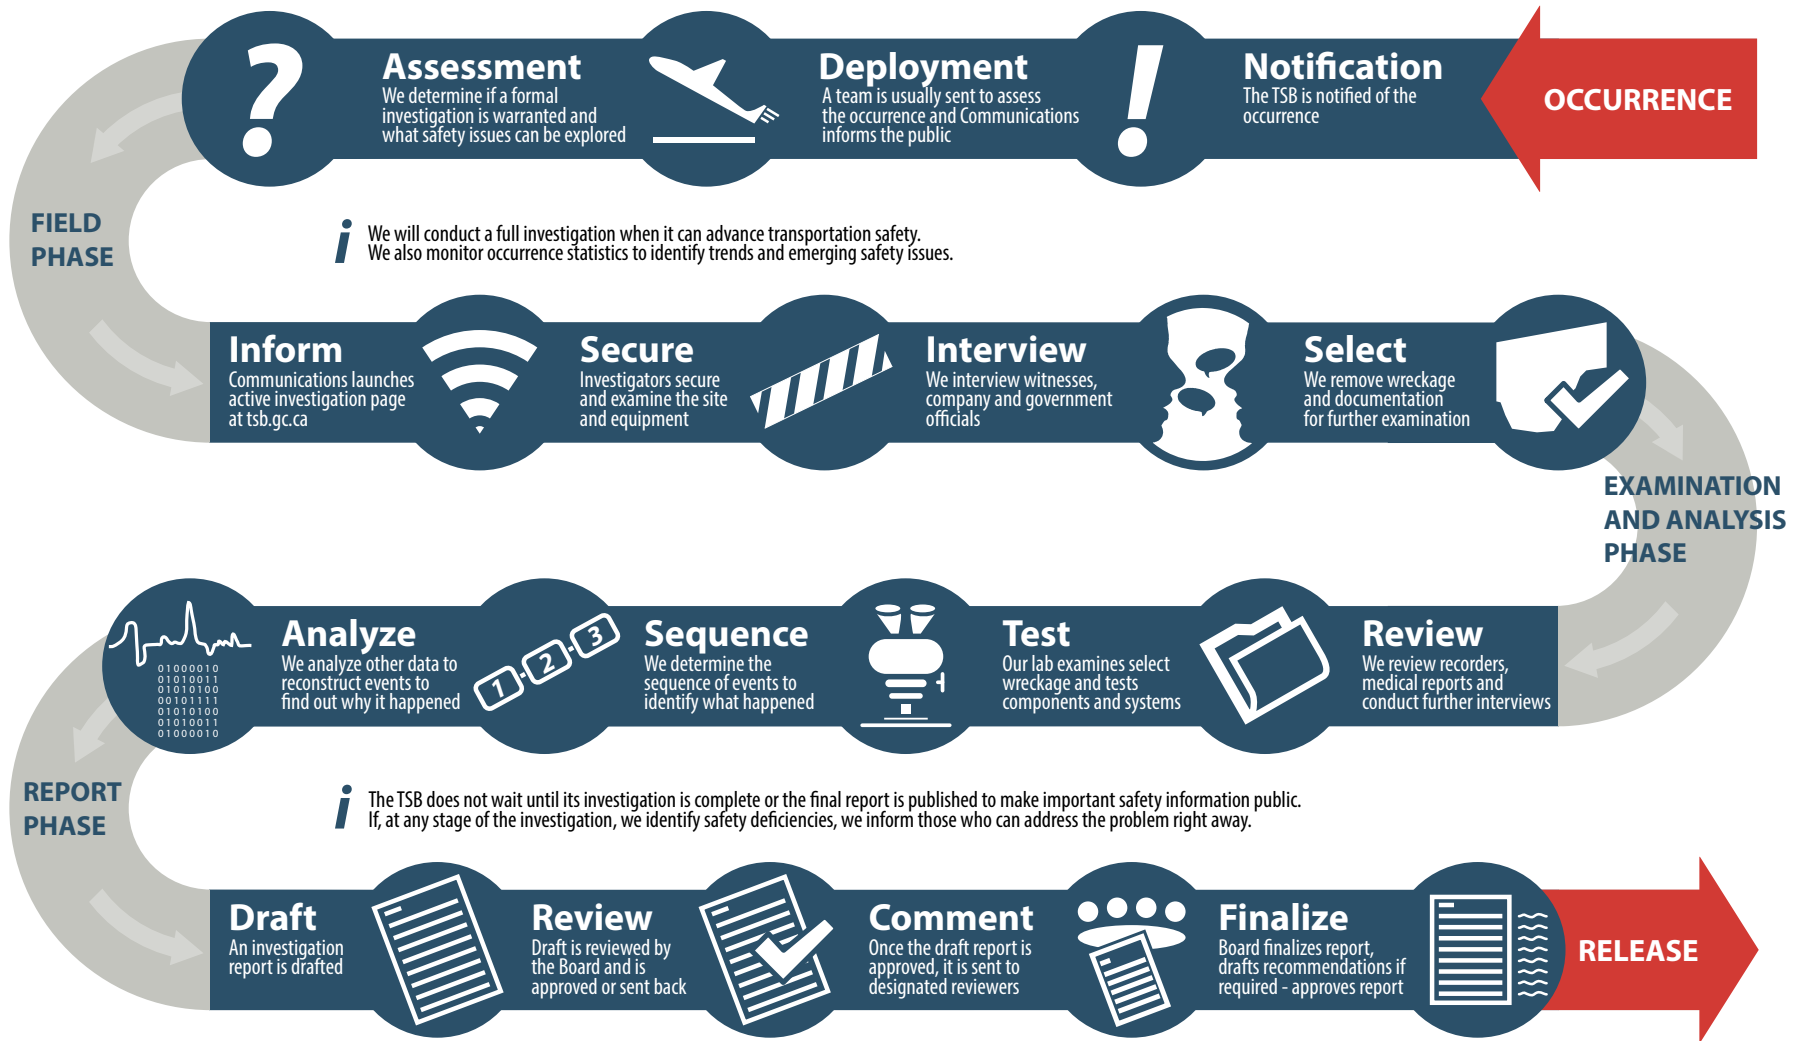 OCCURRENCE
Notification
The TSB is notified of the
occurrence
Deployment
A team is usually sent to assess
the occurrence and Communications
informs the public
!
Assessment
We determine if a formal
investigation is warranted and
what safety issues can be explored
?
FIELD
PHASE
i
We will conduct a full investigation when it can advance transportation safety.
We also monitor occurrence statistics to identify trends and emerging safety issues.
Inform
Communications launches
active investigation page
at tsb.gc.ca
Secure
Investigators secure
and examine the site
and equipment
Interview
We interview witnesses,
company and government
officials
Select
We remove wreckage
and documentation
for further examination
EXAMINATION
AND ANALYSIS
PHASE
Review
We review recorders,
medical reports and
conduct further interviews
Test
Our lab examines select
wreckage and tests
components and systems
Sequence
We determine the
sequence of events to
identify what happened
1 2 3
Analyze
We analyze other data to
reconstruct events to
find out why it happened
01000010
01010011
01010100
00101111
01010100
01010011
01000010
REPORT
PHASE
i
The TSB does not wait until its investigation is complete or the final report is published to make important safety information public.
If, at any stage of the investigation, we identify safety deficiencies, we inform those who can address the problem right away.
Draft
An investigation
report is drafted
Review
Draft is reviewed by
the Board and is
approved or sent back
Comment
Once the draft report is
approved, it is sent to
designated reviewers
Finalize
Board finalizes report,
drafts recommendations if
required - approves report
RELEASE